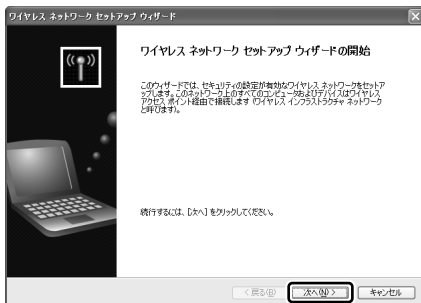 ワイヤレス ネットワーク セットアップ ウィザード
ワイヤレス ネットワーク セットアップ ウィザードの開始
このウィザードでは、セキュリティの設定が有効なワイヤレス ネットワークをセットア
ップします。このネットワーク上のすべてのコンピュータおよびデバイスはワイヤレス
アクセス ポイント経由で接続します (ワイヤレス インフラストラクチャ ネットワーク
と呼びます)。
続行するには、[次へ] をクリックしてください。
< 戻る(B)
次へ(N) >
キャンセル